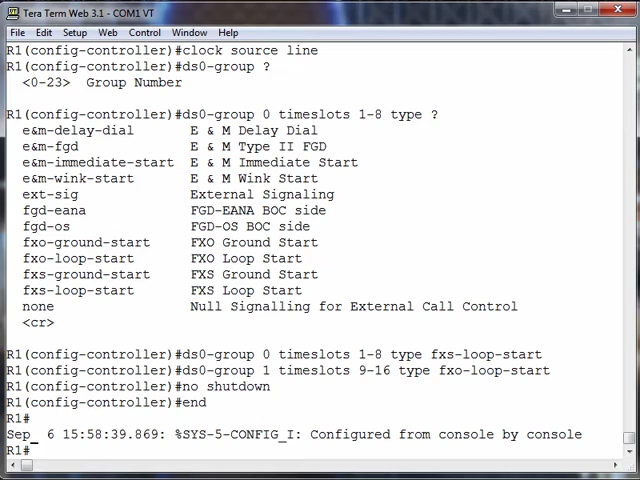 Tera Term Web 3.1 - COM1 VT
File Edit Setup Web Control Window Help
R1(config-controller)#clock source line
R1(config-controller)#ds0-group ?
<0-23> Group Number
R1(config-controller)#ds0-group 0 timeslots 1-8 type ?
e&m-delay-dial E & M Delay Dial
e&m-fgd E & M Type II FGD
e&m-immediate-start E & M Immediate Start
e&m-wink-start E & M Wink Start
ext-sig External Signaling
fgd-eana FGD-EANA BOC side
fgd-os FGD-OS BOC side
fxo-ground-start FXO Ground Start
fxo-loop-start FXO Loop Start
fxs-ground-start FXS Ground Start
fxs-loop-start FXS Loop Start
none Null Signalling for External Call Control
<cr>
R1(config-controller)#ds0-group 0 timeslots 1-8 type fxs-loop-start
R1(config-controller)#ds0-group 1 timeslots 9-16 type fxo-loop-start
R1(config-controller)#no shutdown
R1(config-controller)#end
R1#
Sep 6 15:58:39.869: %SYS-5-CONFIG_I: Configured from console by console
R1#